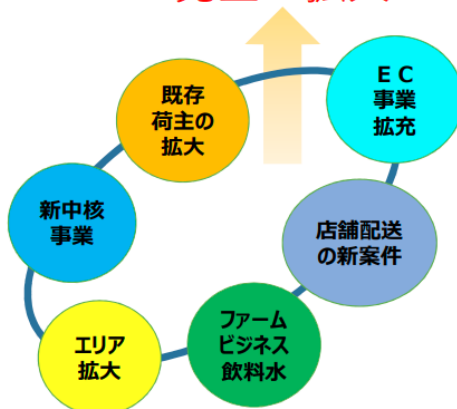 既存
荷主の
拡大
EC
事業
拡充
新中核
事業
店舗配送
の新案件
エリア
拡大
ファーム
ビジネス
飲料水